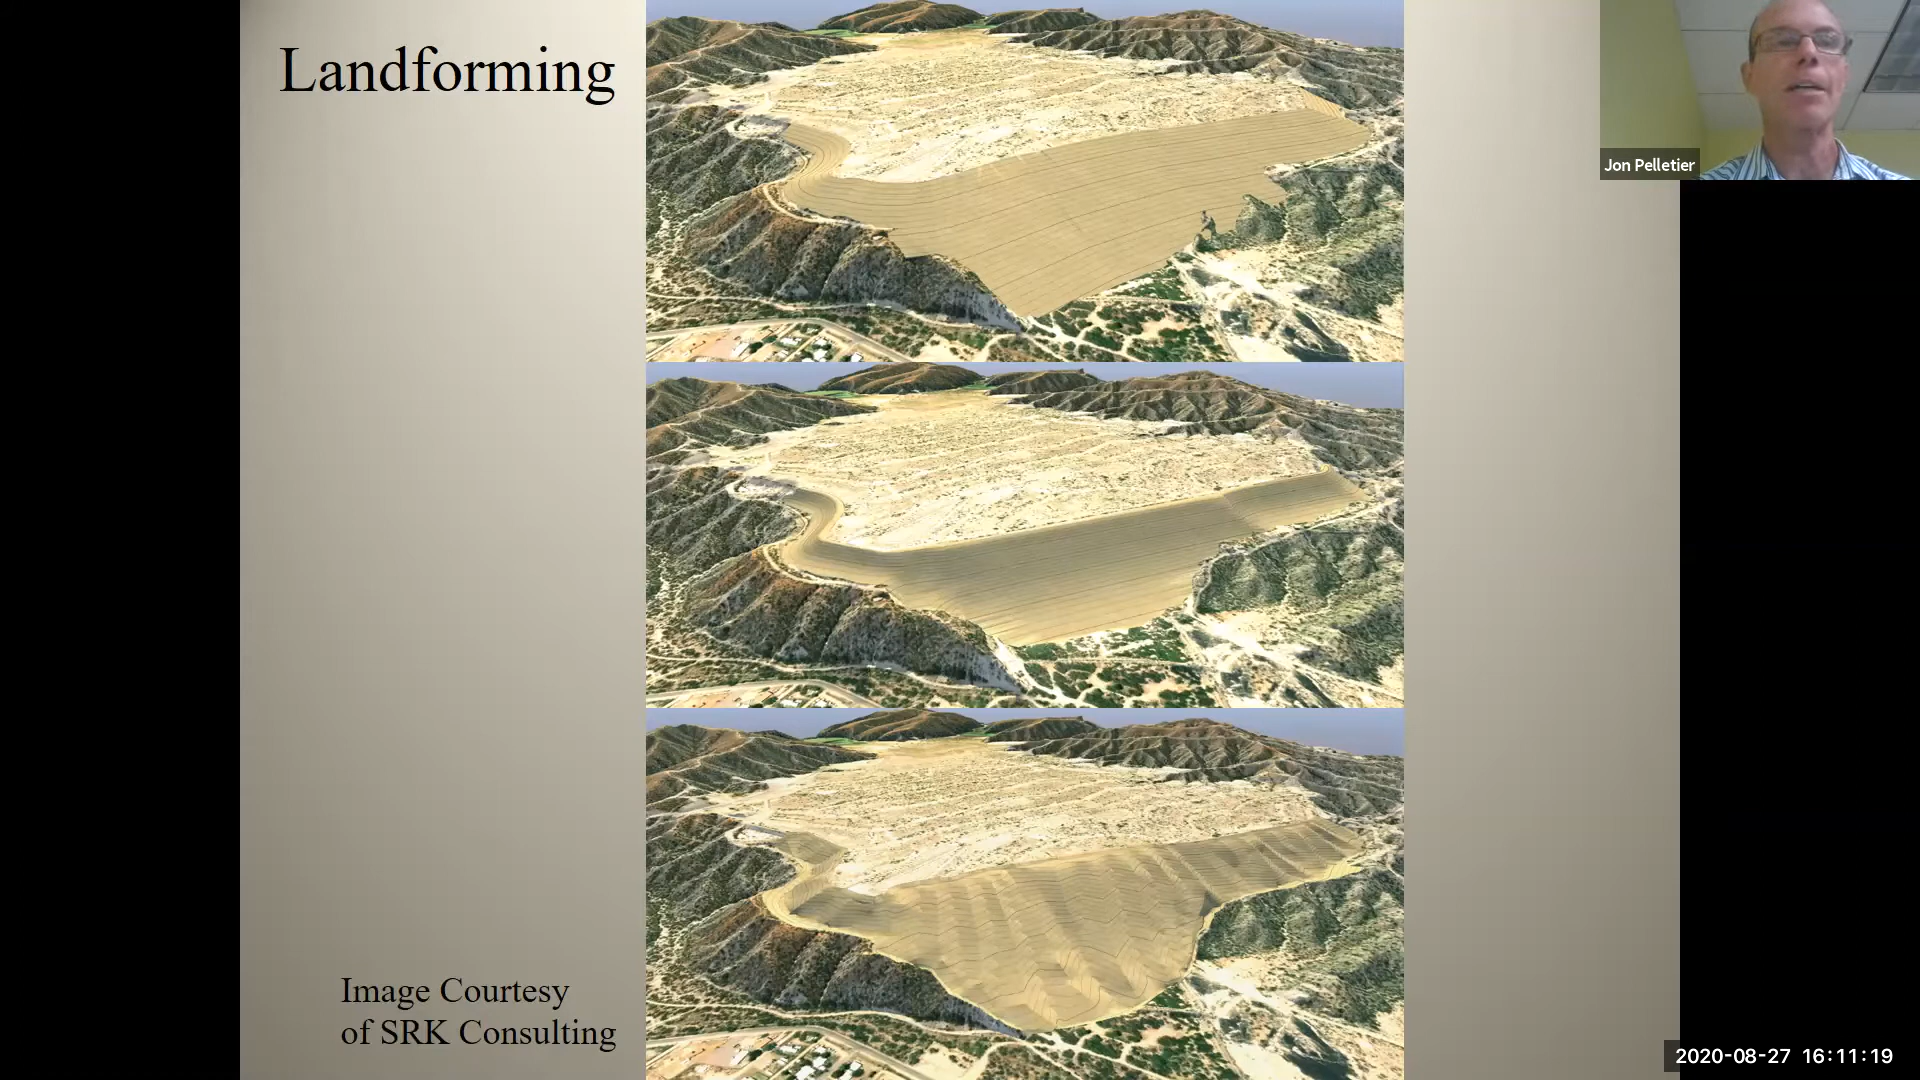 Landforming
Jon Pelletier
Image Courtesy
of SRK Consulting
2020-08-27 16:11:19